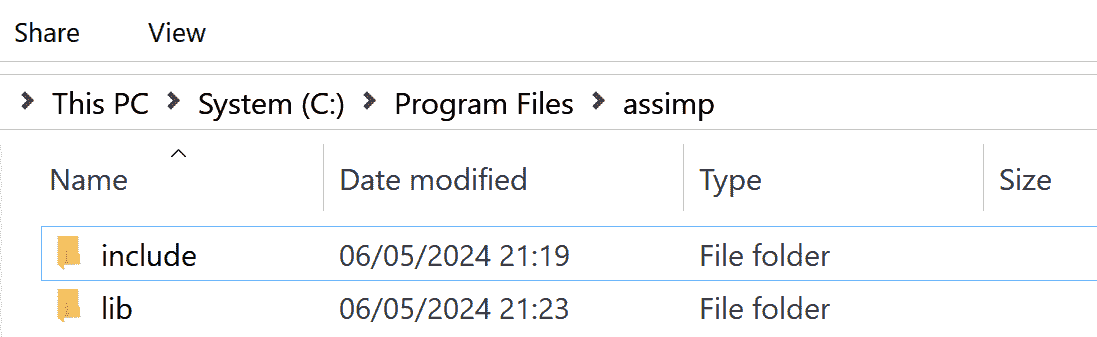 Share View
This PC System (C:) Program Files assimp
Name Date modified Type Size
include 06/05/2024 21:19 File folder
lib 06/05/2024 21:23 File folder